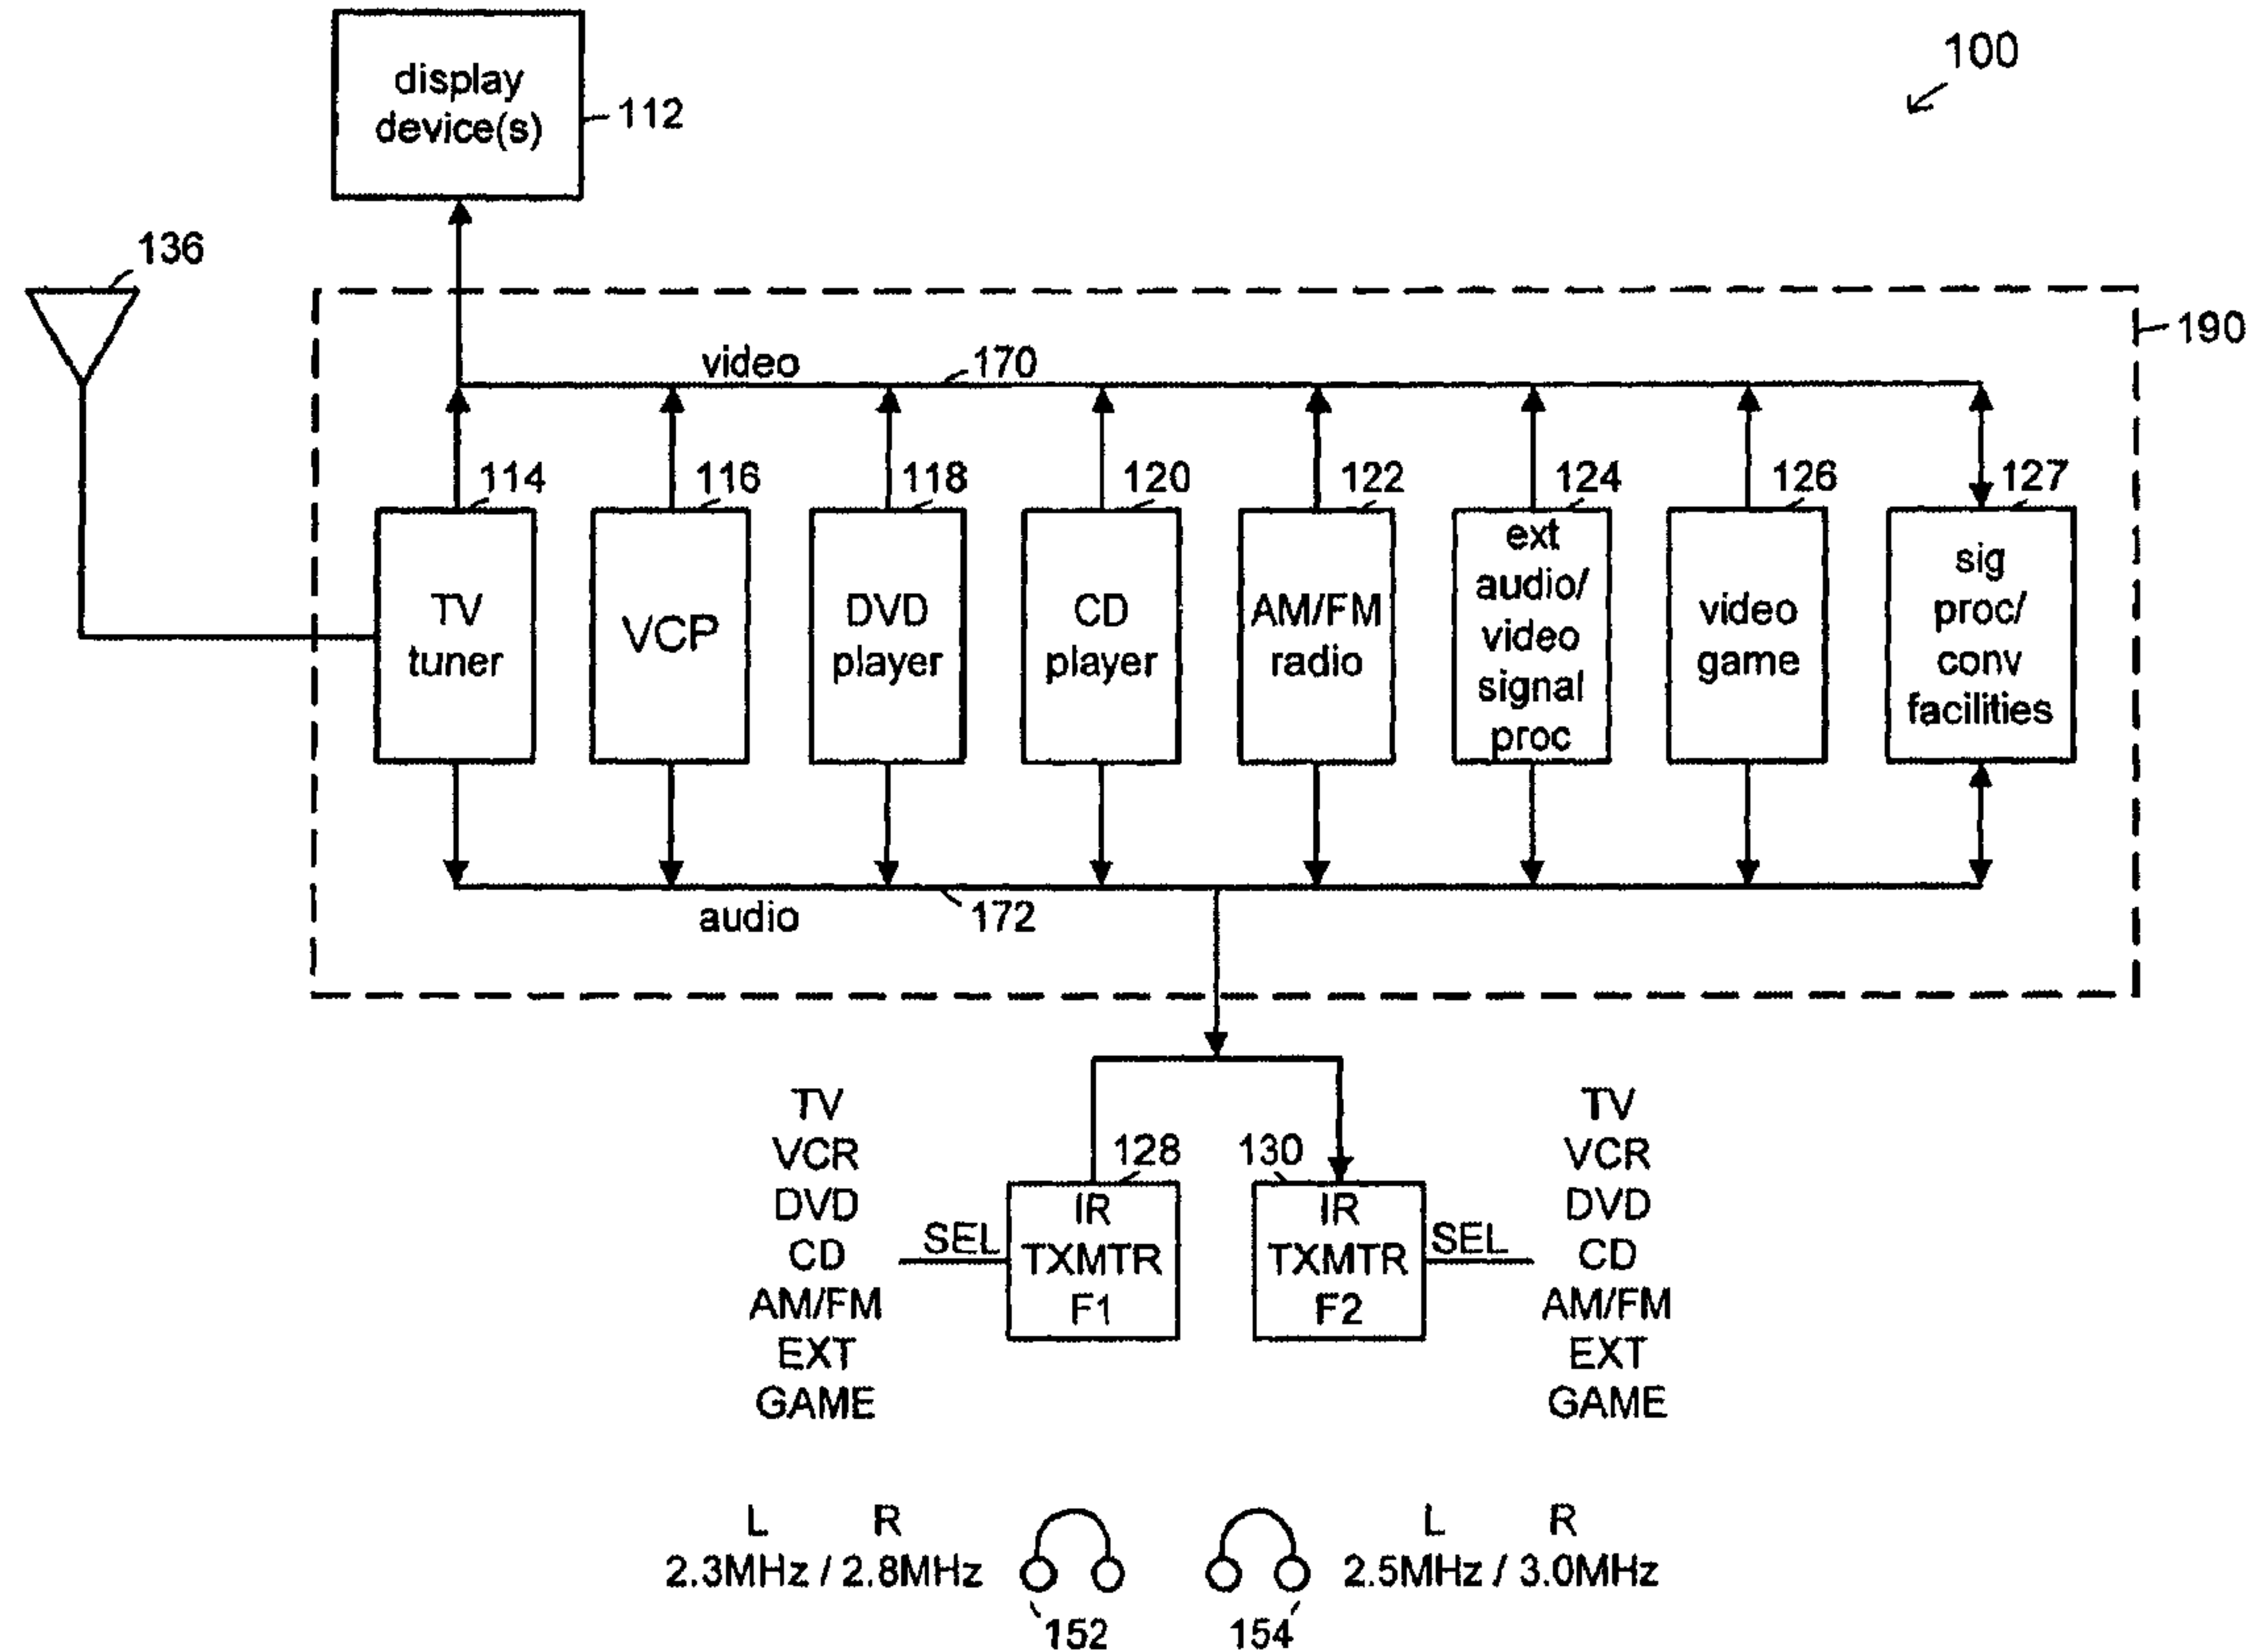 100
display
device(s)
112
136
190
video
170
114
116
118
120
122
124
126
127
TV
tuner
VCP
DVD
player
CD
player
AM/FM
radio
ext
audio/
video
signal
proc
video
game
sig
proc/
conv
facilities
audio
172
TV
VCR
DVD
CD
AM/FM
EXT
GAME
SEL
128
IR
TXMTR
F1
130
IR
TXMTR
F2
SEL
TV
VCR
DVD
CD
AM/FM
EXT
GAME
L R
2.3MHz / 2.8MHz
152
154
L R
2.5MHz / 3.0MHz